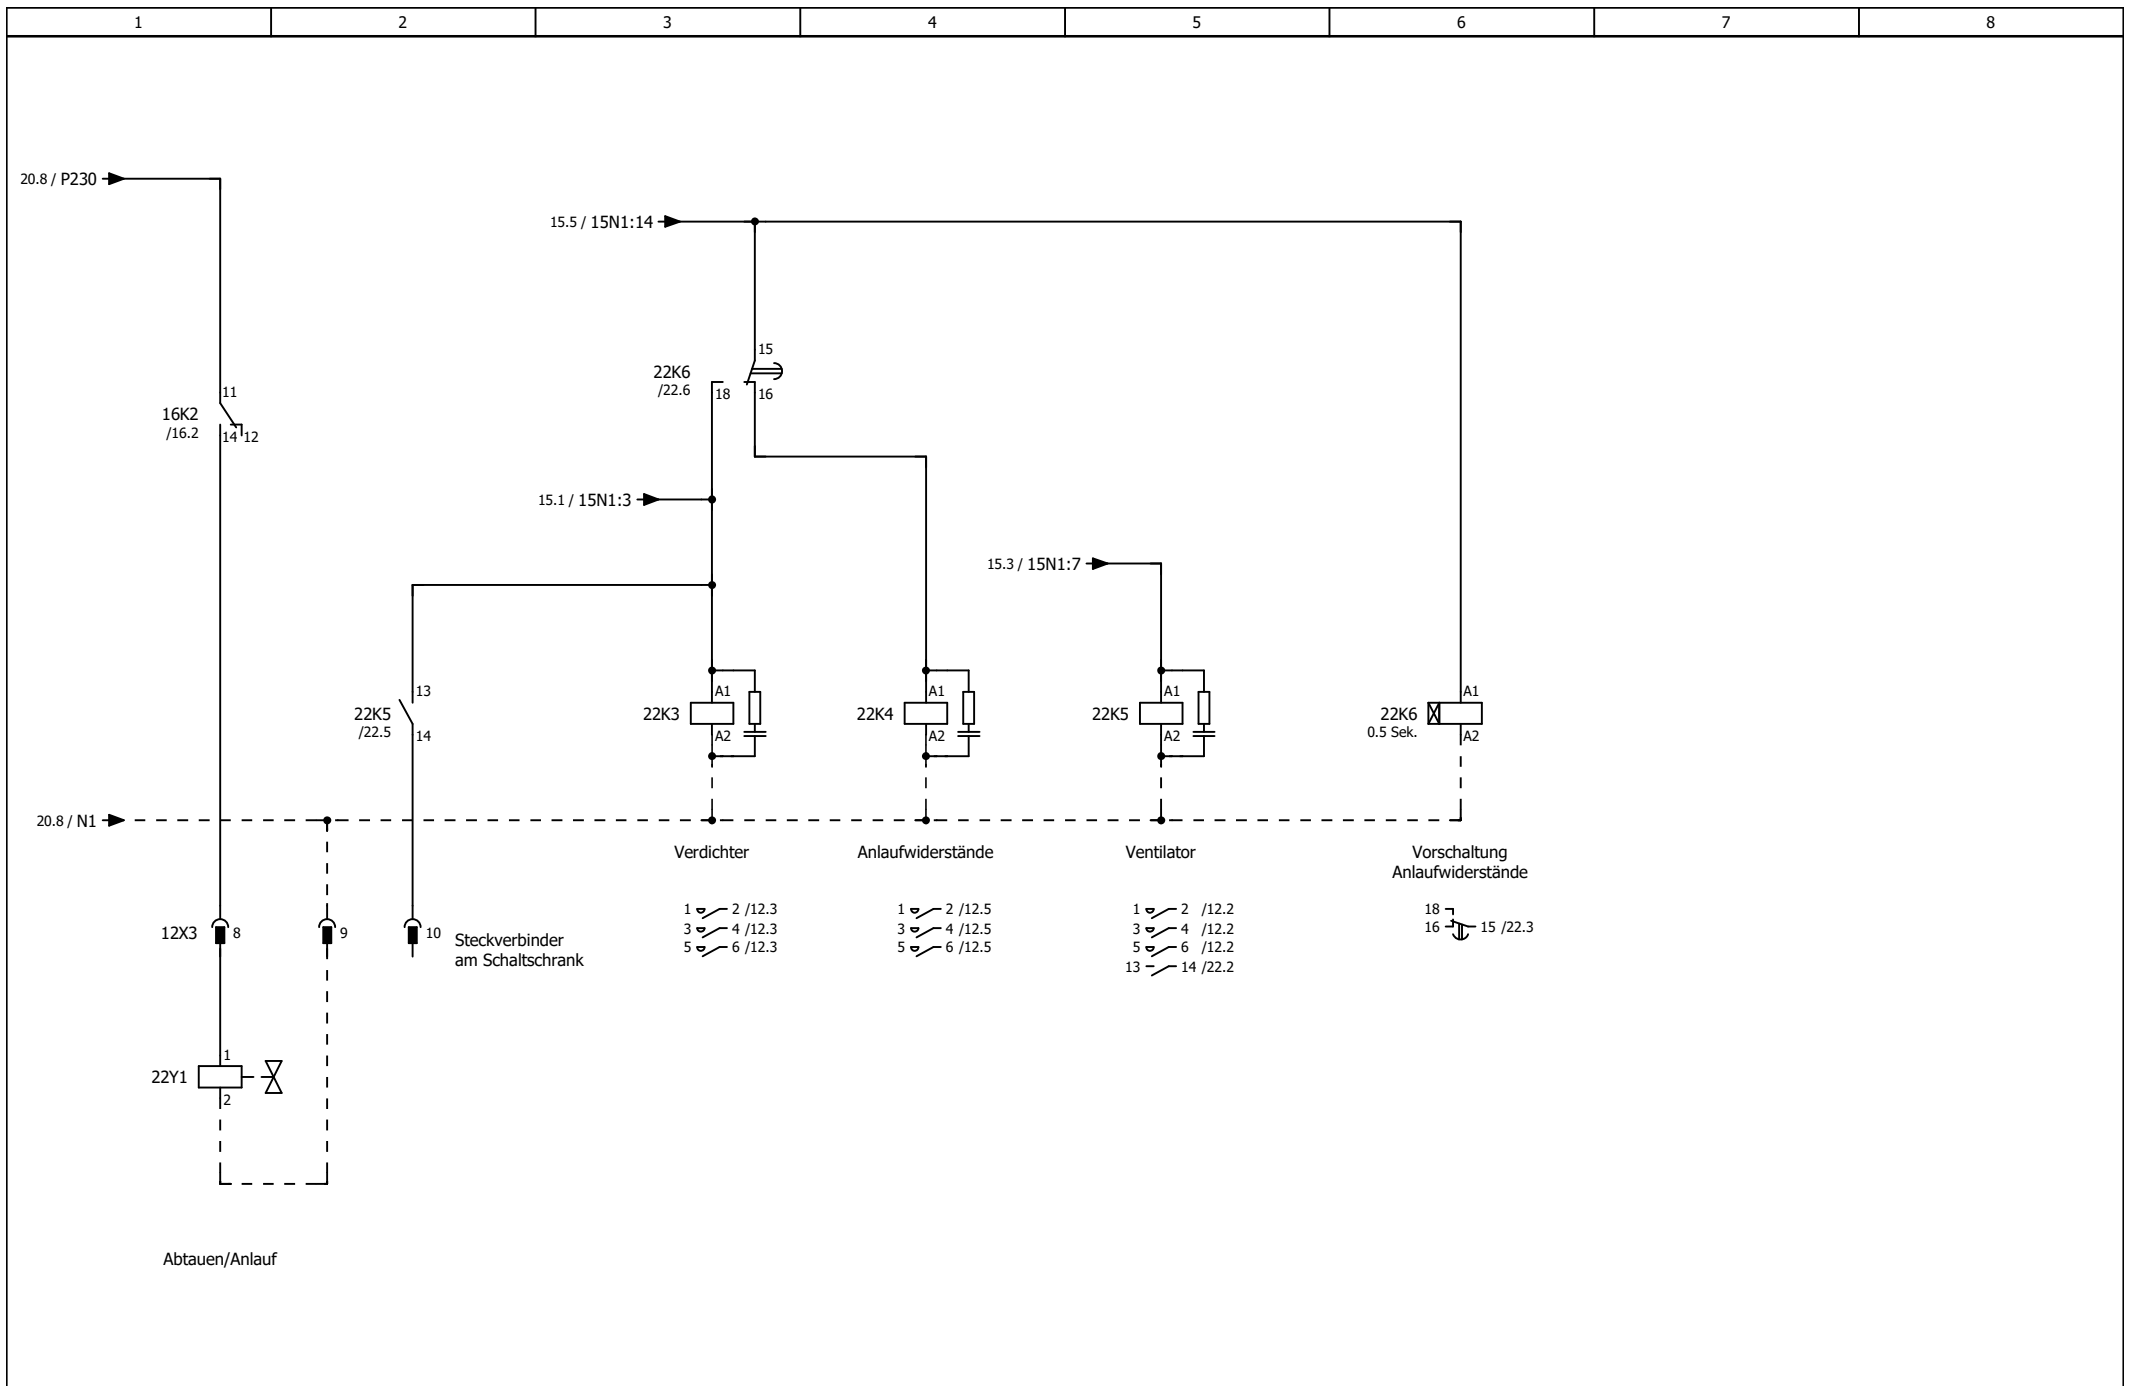 1 2 3 4 5 6 7 8
20.8 / P230
15.5 / 15N1:14
15
22K6
/22.6
18 16
11
16K2
/16.2
14 12
15.1 / 15N1:3
15.3 / 15N1:7
13
22K5
/22.5
14
A1
22K3
A2
A1
22K4
A2
A1
22K5
A2
A1
22K6
0.5 Sek.
A2
20.8 / N1
Verdichter
Anlaufwiderstände
Ventilator
Vorschaltung
Anlaufwiderstände
1 2 /12.3
3 4 /12.3
5 6 /12.3
1 2 /12.5
3 4 /12.5
5 6 /12.5
1 2 /12.2
3 4 /12.2
5 6 /12.2
13 14 /22.2
18
16 15 /22.3
12X3 8 9 10
Steckverbinder
am Schaltschrank
1
22Y1
2
Abtauen/Anlauf